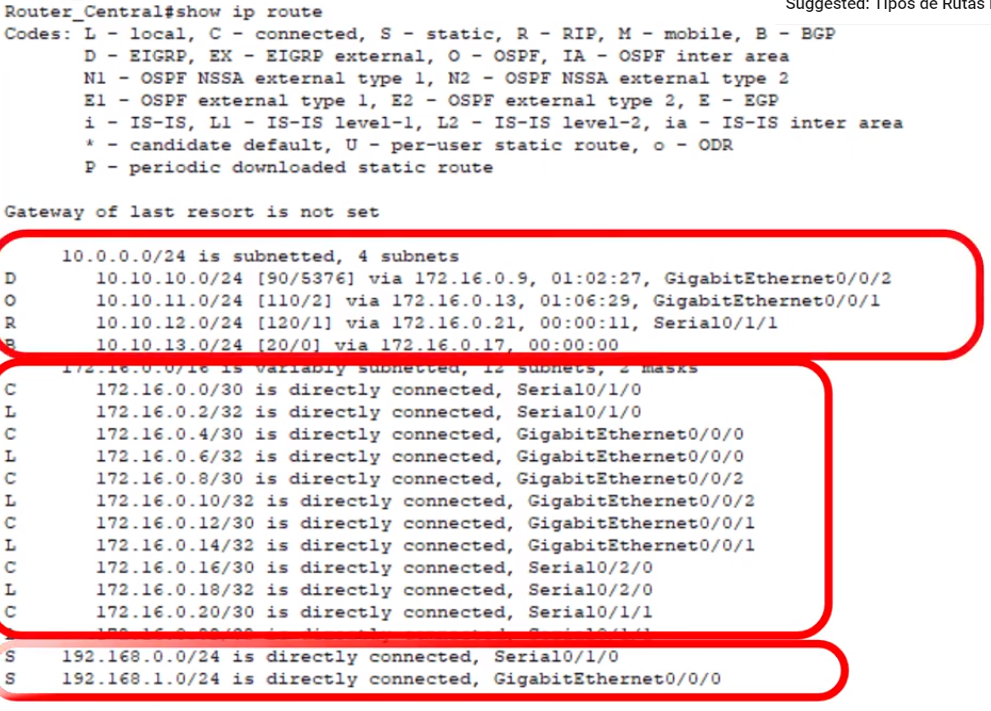 Suggested: Tipos de Rutas
Router_Central#show ip route
Codes: L - local, C - connected, S - static, R - RIP, M - mobile, B - BGP
D - EIGRP, EX - EIGRP external, O - OSPF, IA - OSPF inter area
N1 - OSPF NSSA external type 1, N2 - OSPF NSSA external type 2
E1 - OSPF external type 1, E2 - OSPF external type 2, E - EGP
i - IS-IS, L1 - IS-IS level-1, L2 - IS-IS level-2, ia - IS-IS inter area
* - candidate default, U - per-user static route, o - ODR
P - periodic downloaded static route
Gateway of last resort is not set
10.0.0.0/24 is subnetted, 4 subnets
D 10.10.10.0/24 [90/5376] via 172.16.0.9, 01:02:27, GigabitEthernet0/0/2
O 10.10.11.0/24 [110/2] via 172.16.0.13, 01:06:29, GigabitEthernet0/0/1
R 10.10.12.0/24 [120/1] via 172.16.0.21, 00:00:11, Serial0/1/1
B 10.10.13.0/24 [20/0] via 172.16.0.17, 00:00:00
172.16.0.0/16 is variably subnetted, 12 subnets, 2 masks
C 172.16.0.0/30 is directly connected, Serial0/1/0
L 172.16.0.2/32 is directly connected, Serial0/1/0
C 172.16.0.4/30 is directly connected, GigabitEthernet0/0/0
L 172.16.0.6/32 is directly connected, GigabitEthernet0/0/0
C 172.16.0.8/30 is directly connected, GigabitEthernet0/0/2
L 172.16.0.10/32 is directly connected, GigabitEthernet0/0/2
C 172.16.0.12/30 is directly connected, GigabitEthernet0/0/1
L 172.16.0.14/32 is directly connected, GigabitEthernet0/0/1
C 172.16.0.16/30 is directly connected, Serial0/2/0
L 172.16.0.18/32 is directly connected, Serial0/2/0
C 172.16.0.20/30 is directly connected, Serial0/1/1
S 192.168.0.0/24 is directly connected, Serial0/1/0
S 192.168.1.0/24 is directly connected, GigabitEthernet0/0/0